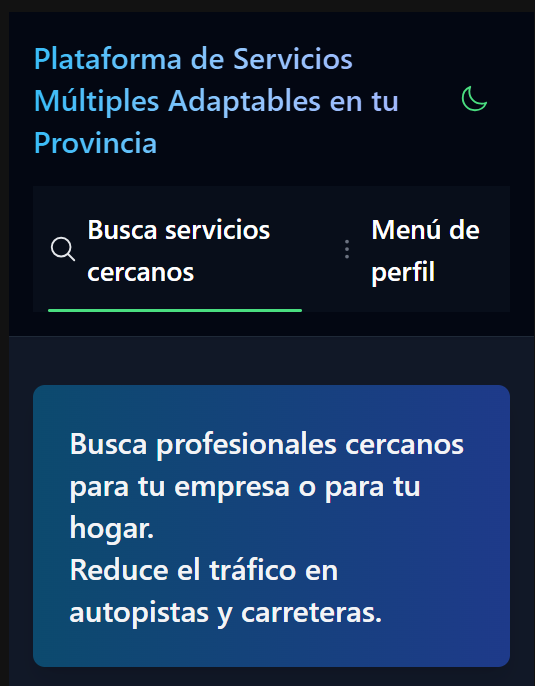 Plataforma de Servicios
Múltiples Adaptables en tu
Provincia
Busca servicios
cercanos
Menú de
perfil
Busca profesionales cercanos
para tu empresa o para tu
hogar.
Reduce el tráfico en
autopistas y carreteras.